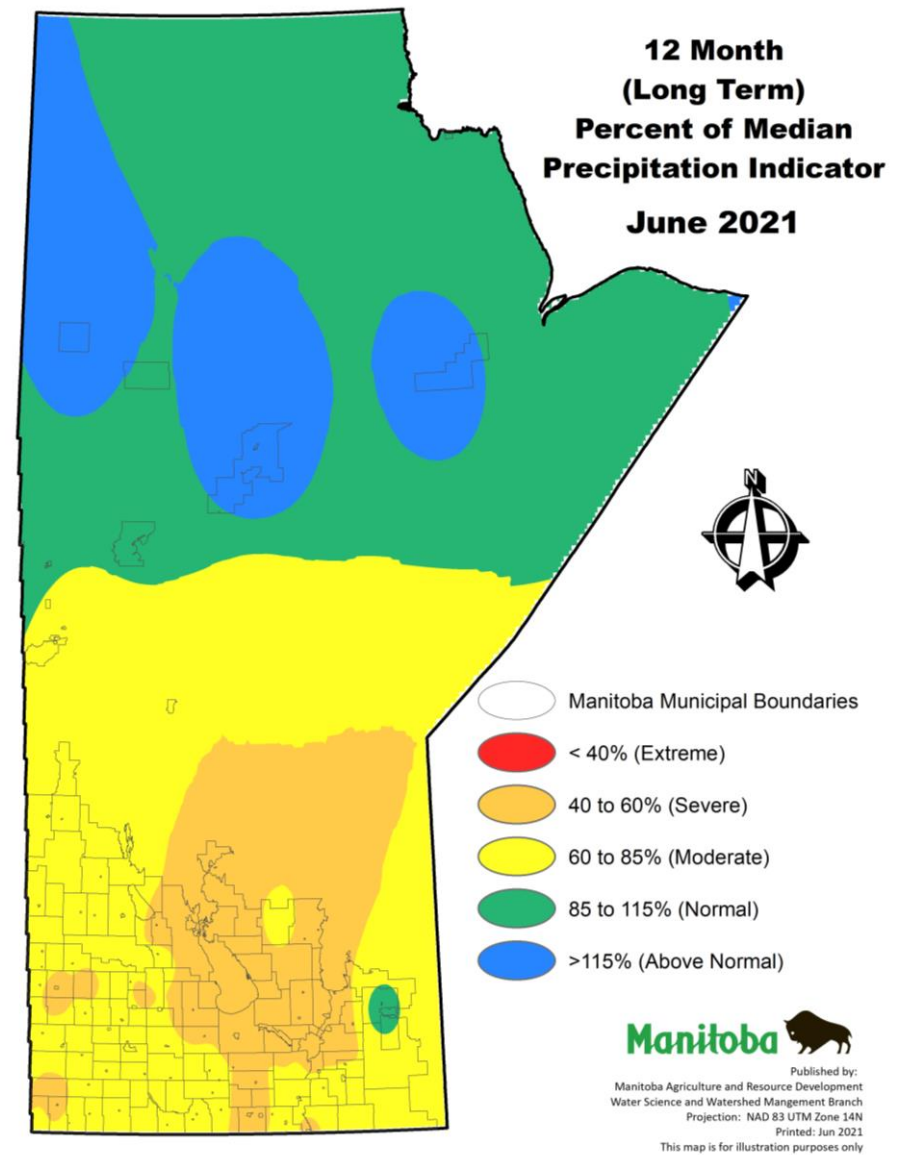 12 Month
(Long Term)
Percent of Median
Precipitation Indicator
June 2021
N
Manitoba Municipal Boundaries
< 40% (Extreme)
40 to 60% (Severe)
60 to 85% (Moderate)
85 to 115% (Normal)
>115% (Above Normal)
Manitoba
Published by:
Manitoba Agriculture and Resource Development
Water Science and Watershed Mangement Branch
Projection: NAD 83 UTM Zone 14N
Printed: Jun 2021
This map is for illustration purposes only